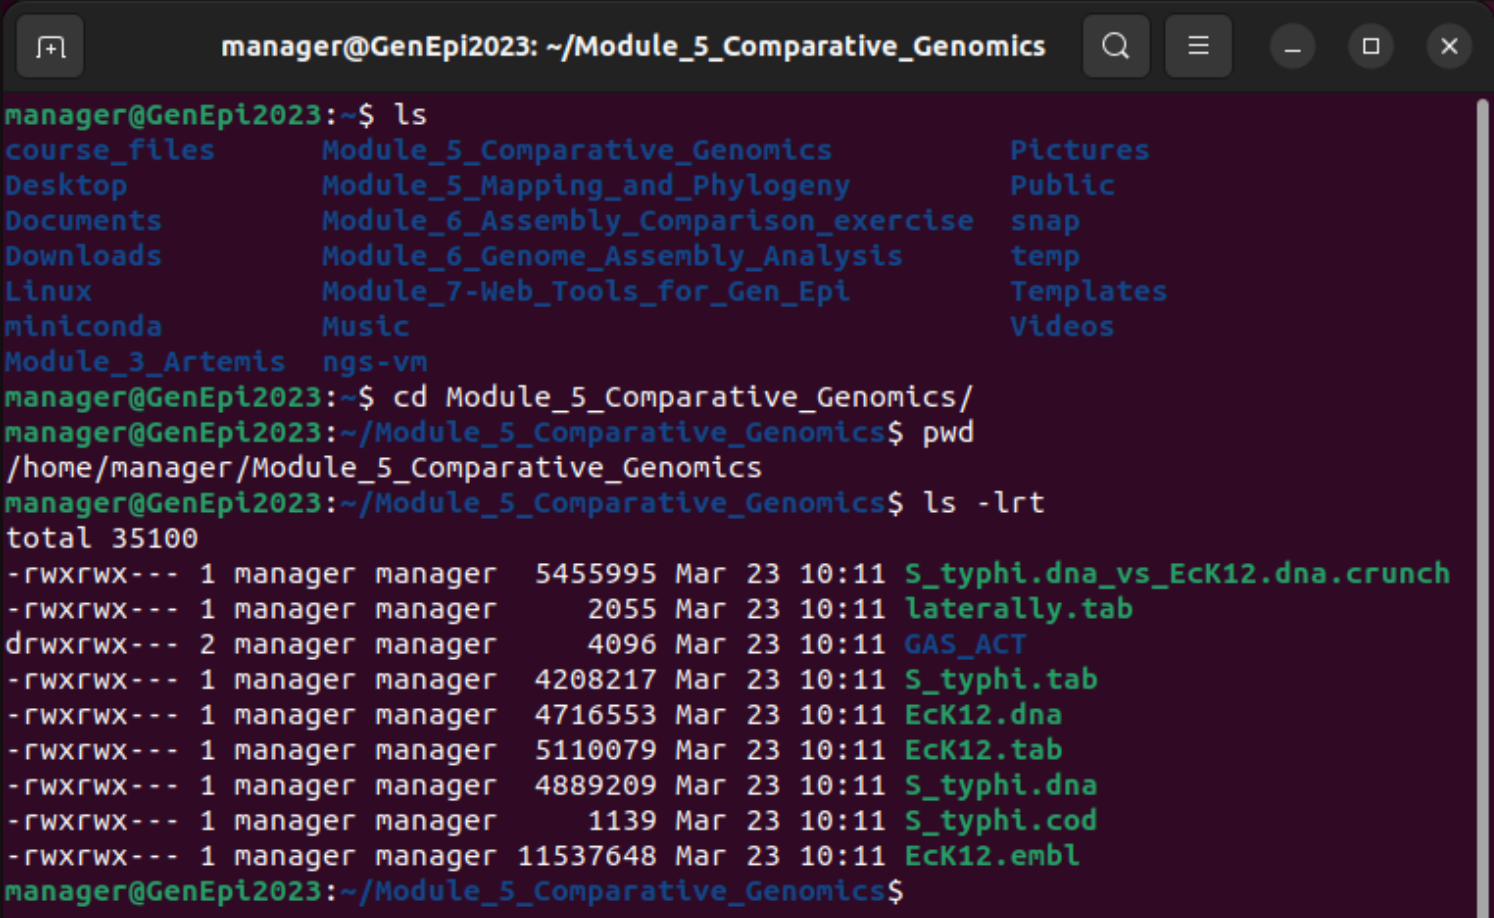 manager@GenEpi2023: ~/Module_5_Comparative_Genomics
manager@GenEpi2023:~$ ls
course_files Module_5_Comparative_Genomics Pictures
Desktop Module_5_Mapping_and_Phylogeny Public
Documents Module_6_Assembly_Comparison_exercise snap
Downloads Module_6_Genome_Assembly_Analysis temp
Linux Module_7-Web_Tools_for_Gen_Epi Templates
miniconda Music Videos
Module_3_Artemis ngs-vm
manager@GenEpi2023:~$ cd Module_5_Comparative_Genomics/
manager@GenEpi2023:~/Module_5_Comparative_Genomics$ pwd
/home/manager/Module_5_Comparative_Genomics
manager@GenEpi2023:~/Module_5_Comparative_Genomics$ ls -lrt
total 35100
-rwxrwx--- 1 manager manager 5455995 Mar 23 10:11 S_typhi.dna_vs_EcK12.dna.crunch
-rwxrwx--- 1 manager manager 2055 Mar 23 10:11 laterally.tab
drwxrwx--- 2 manager manager 4096 Mar 23 10:11 GAS_ACT
-rwxrwx--- 1 manager manager 4208217 Mar 23 10:11 S_typhi.tab
-rwxrwx--- 1 manager manager 4716553 Mar 23 10:11 EcK12.dna
-rwxrwx--- 1 manager manager 5110079 Mar 23 10:11 EcK12.tab
-rwxrwx--- 1 manager manager 4889209 Mar 23 10:11 S_typhi.dna
-rwxrwx--- 1 manager manager 1139 Mar 23 10:11 S_typhi.cod
-rwxrwx--- 1 manager manager 11537648 Mar 23 10:11 EcK12.embl
manager@GenEpi2023:~/Module_5_Comparative_Genomics$